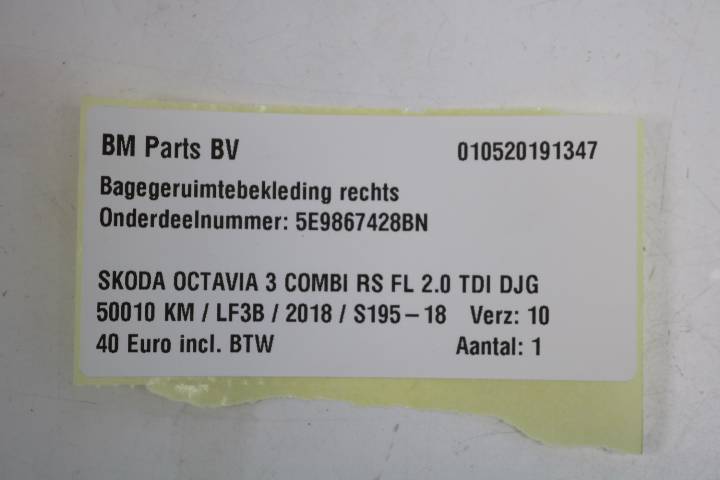 BM Parts BV 010520191347
Bagegeruimtebekleding rechts
Onderdeelnummer: 5E9867428BN
SKODA OCTAVIA 3 COMBI RS FL 2.0 TDI DJG
50010 KM / LF3B / 2018 / S195-18 Verz: 10
40 Euro incl. BTW Aantal: 1